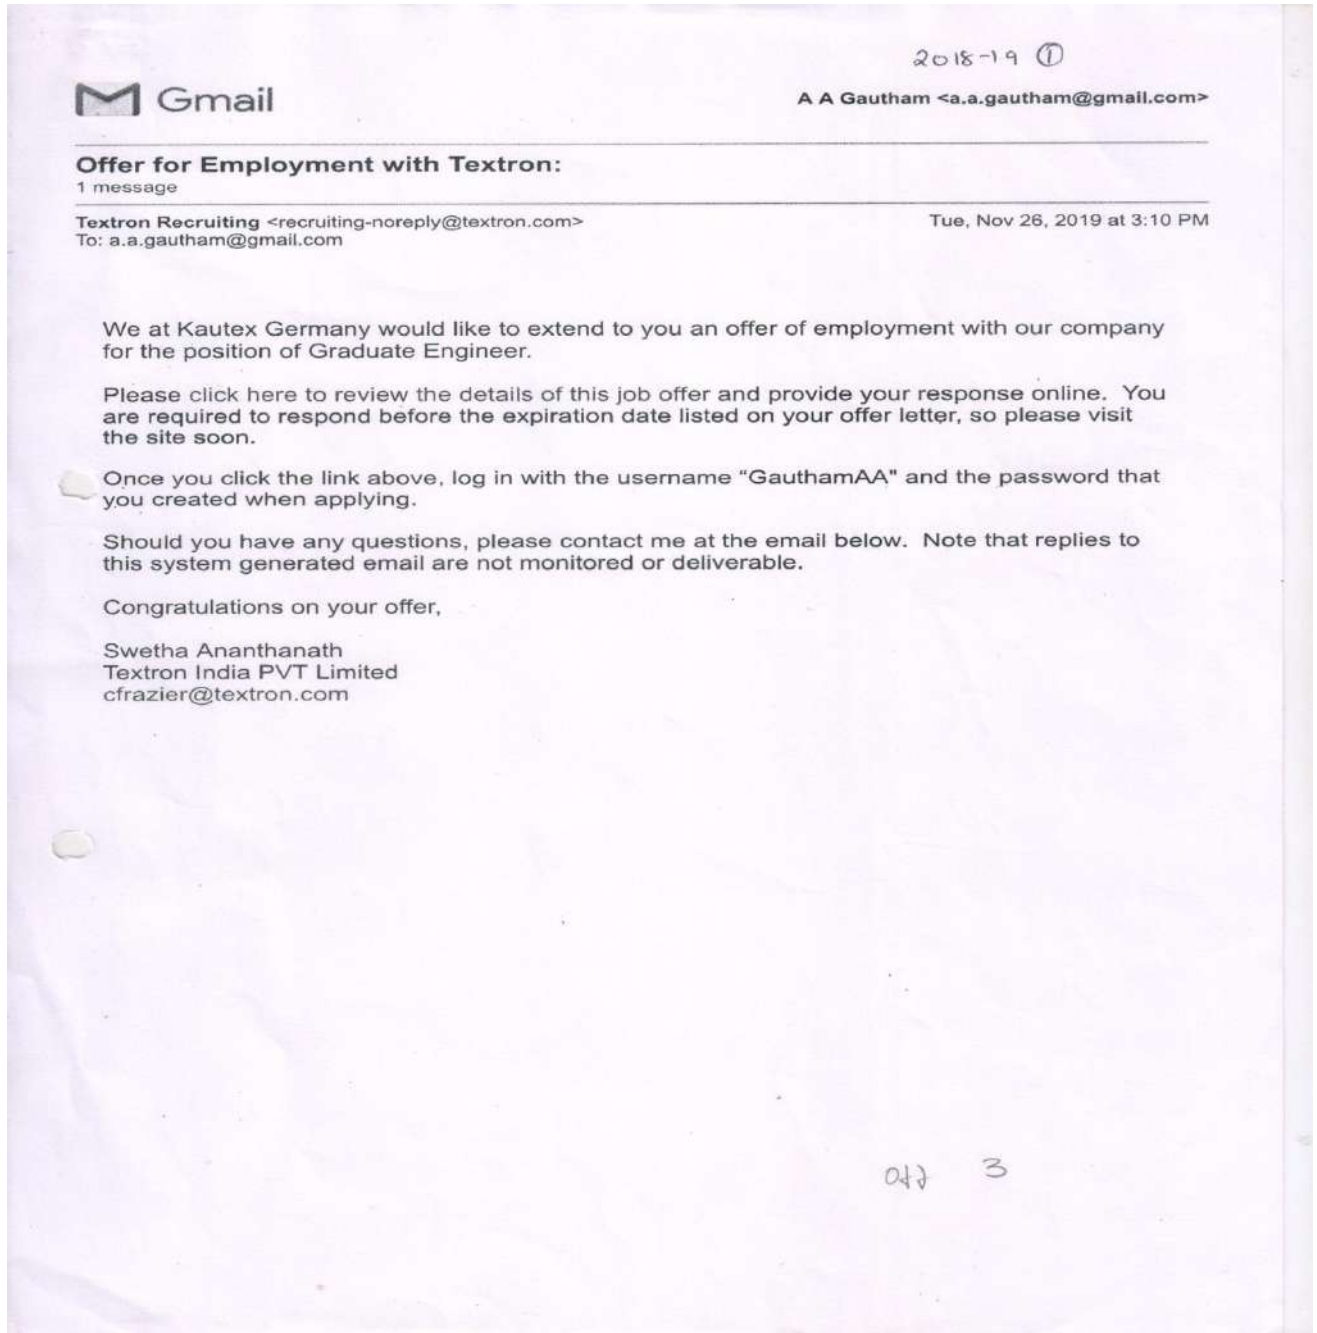 2018-19 ①
Gmail
A A Gautham <a.a.gautham@gmail.com>
Offer for Employment with Textron:
1 message
Textron Recruiting <recruiting-noreply@textron.com>
Tue, Nov 26, 2019 at 3:10 PM
To: a.a.gautham@gmail.com
We at Kautex Germany would like to extend to you an offer of employment with our company
for the position of Graduate Engineer.
Please click here to review the details of this job offer and provide your response online. You
are required to respond before the expiration date listed on your offer letter, so please visit
the site soon.
Once you click the link above, log in with the username "GauthamAA" and the password that
you created when applying.
Should you have any questions, please contact me at the email below. Note that replies to
this system generated email are not monitored or deliverable.
Congratulations on your offer,
Swetha Ananthanath
Textron India PVT Limited
cfrazier@textron.com
3